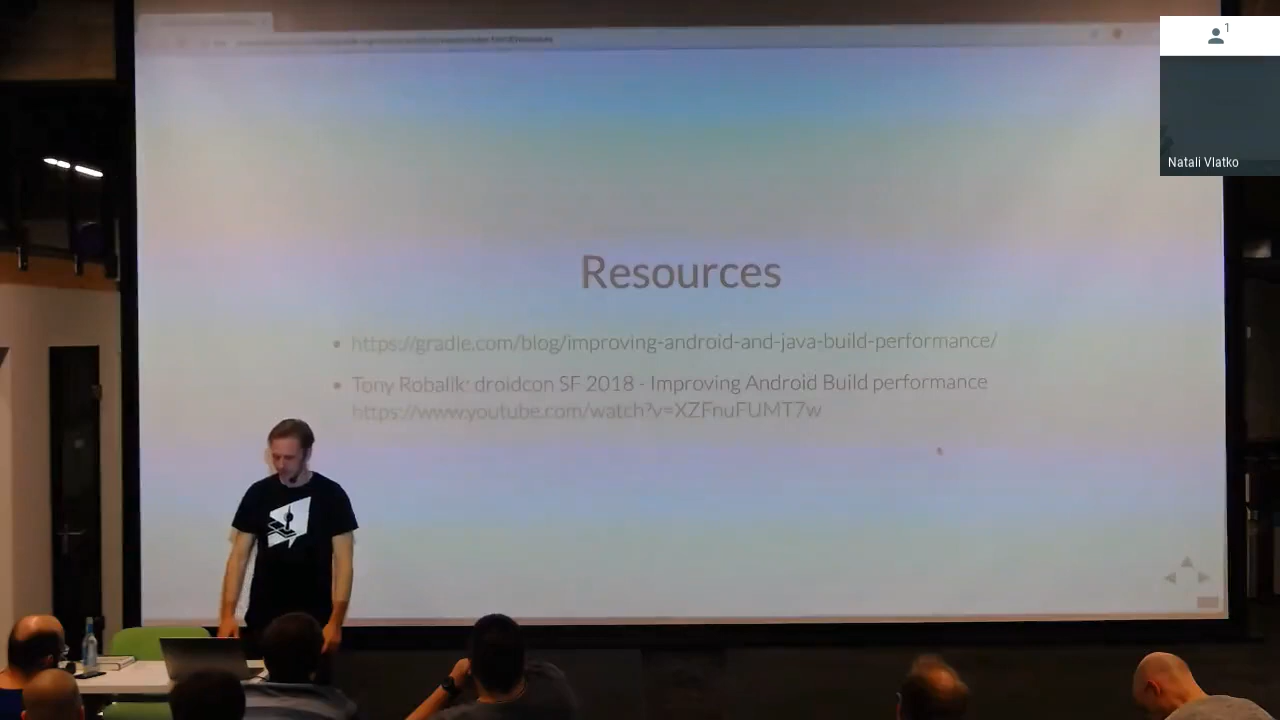 1
Natali Vlatko
Resources
https://gradle.com/blog/improving-android-and-java-build-performance/
Tony Robalik: droidcon SF 2018 - Improving Android Build performance
https://www.youtube.com/watch?v=XZFnuFUMT7w